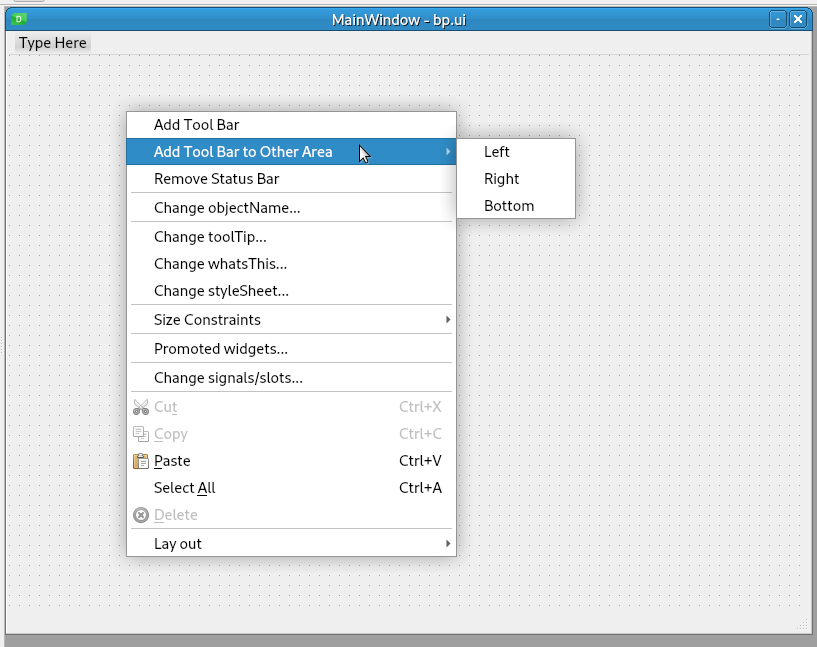 MainWindow - bp.ui
Type Here
Add Tool Bar
Add Tool Bar to Other Area
Left
Remove Status Bar
Right
Change objectName...
Bottom
Change toolTip...
Change whatsThis...
Change styleSheet...
Size Constraints
Promoted widgets...
Change signals/slots...
Cut Ctrl+X
Copy Ctrl+C
Paste Ctrl+V
Select All Ctrl+A
Delete
Lay out